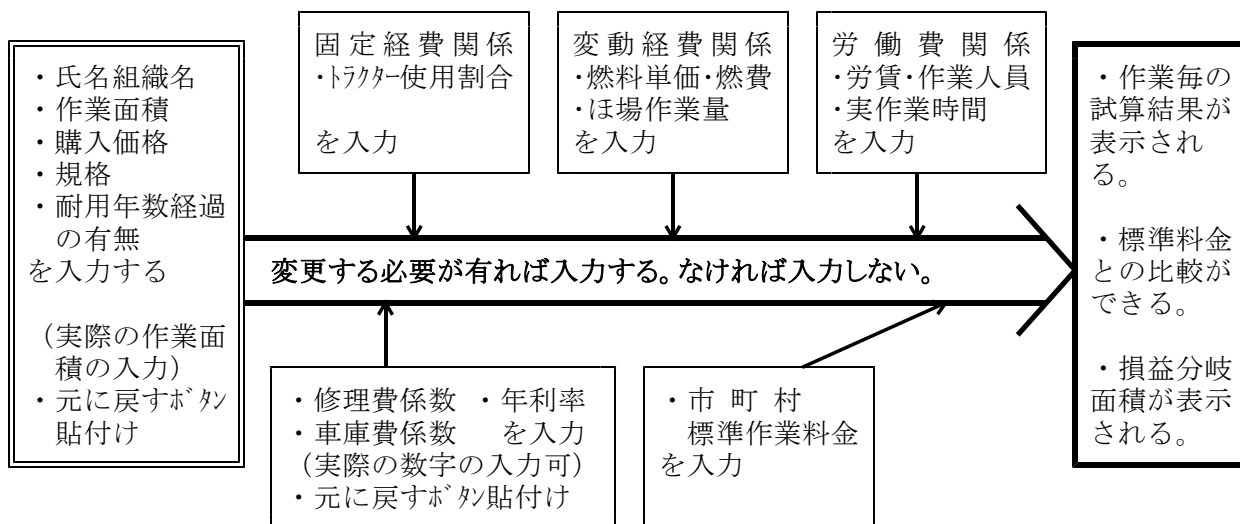 ・氏名組織名
・作業面積
・購入価格
・規格
・耐用年数経過
の有無
を入力する
（実際の作業面
積の入力）
・元に戻すﾎﾞﾀﾝ
貼付け
固定経費関係
・ﾄﾗｸﾀｰ使用割合
を入力
変動経費関係
・燃料単価・燃費
・ほ場作業量
を入力
労働費関係
・労賃・作業人員
・実作業時間
を入力
変更する必要が有れば入力する。なければ入力しない。
・修理費係数 ・年利率
・車庫費係数 を入力
（実際の数字の入力可）
・元に戻すﾎﾞﾀﾝ貼付け
・市町村
標準作業料金
を入力
・作業毎の
試算結果が
表示され
る。
・標準料金
との比較が
できる。
・損益分岐
面積が表示
される。